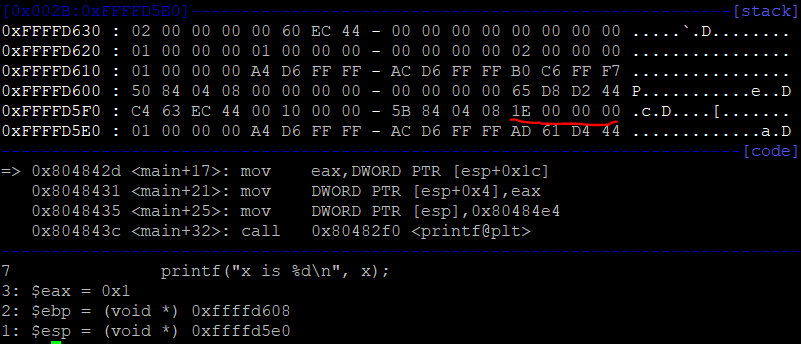 [0x002B:0xFFFFD5E0] [stack]
0xFFFFD630 : 02 00 00 00 00 60 EC 44 - 00 00 00 00 00 00 00 00 .....`.D........
0xFFFFD620 : 01 00 00 00 01 00 00 00 - 00 00 00 00 02 00 00 00 ................
0xFFFFD610 : 01 00 00 00 A4 D6 FF FF - AC D6 FF FF B0 C6 FF F7 ................
0xFFFFD600 : 50 84 04 08 00 00 00 00 - 00 00 00 00 65 D8 D2 44 P...........e..D
0xFFFFD5F0 : C4 63 EC 44 00 10 00 00 - 5B 84 04 08 1E 00 00 00 .c.D....[.......
0xFFFFD5E0 : 01 00 00 00 A4 D6 FF FF - AC D6 FF FF AD 61 D4 44 .............a.D
[code]
=> 0x804842d <main+17>: mov eax,DWORD PTR [esp+0x1c]
0x8048431 <main+21>: mov DWORD PTR [esp+0x4],eax
0x8048435 <main+25>: mov DWORD PTR [esp],0x80484e4
0x804843c <main+32>: call 0x80482f0 <printf@plt>
7 printf("x is %d\n", x);
3: $eax = 0x1
2: $ebp = (void *) 0xffffd608
1: $esp = (void *) 0xffffd5e0